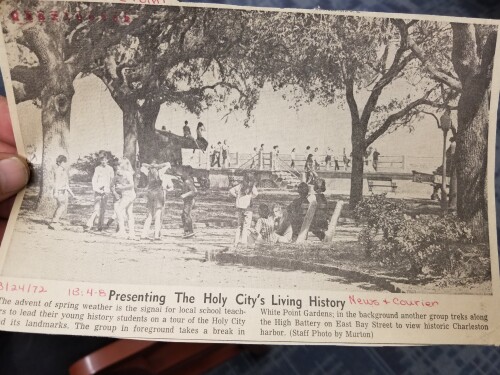 3/24/72 1B:4-B Presenting The Holy City's Living History News + Courier
The advent of spring weather is the signal for local school teach-
ers to lead their young history students on a tour of the Holy City
and its landmarks. The group in foreground takes a break in
White Point Gardens; in the background another group treks along
the High Battery on East Bay Street to view historic Charleston
harbor. (Staff Photo by Murton)